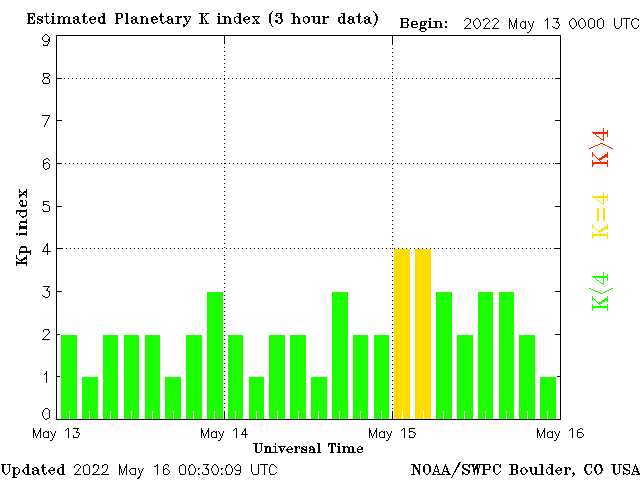 Estimated Planetary K index (3 hour data) Begin: 2022 May 13 0000 UTC
9
8
7
6
5
4
3
2
1
0
Kp index
K>4
K=4
K<4
May 13 May 14 May 15 May 16
Universal Time
Updated 2022 May 16 00:30:09 UTC NOAA/SWPC Boulder, CO USA